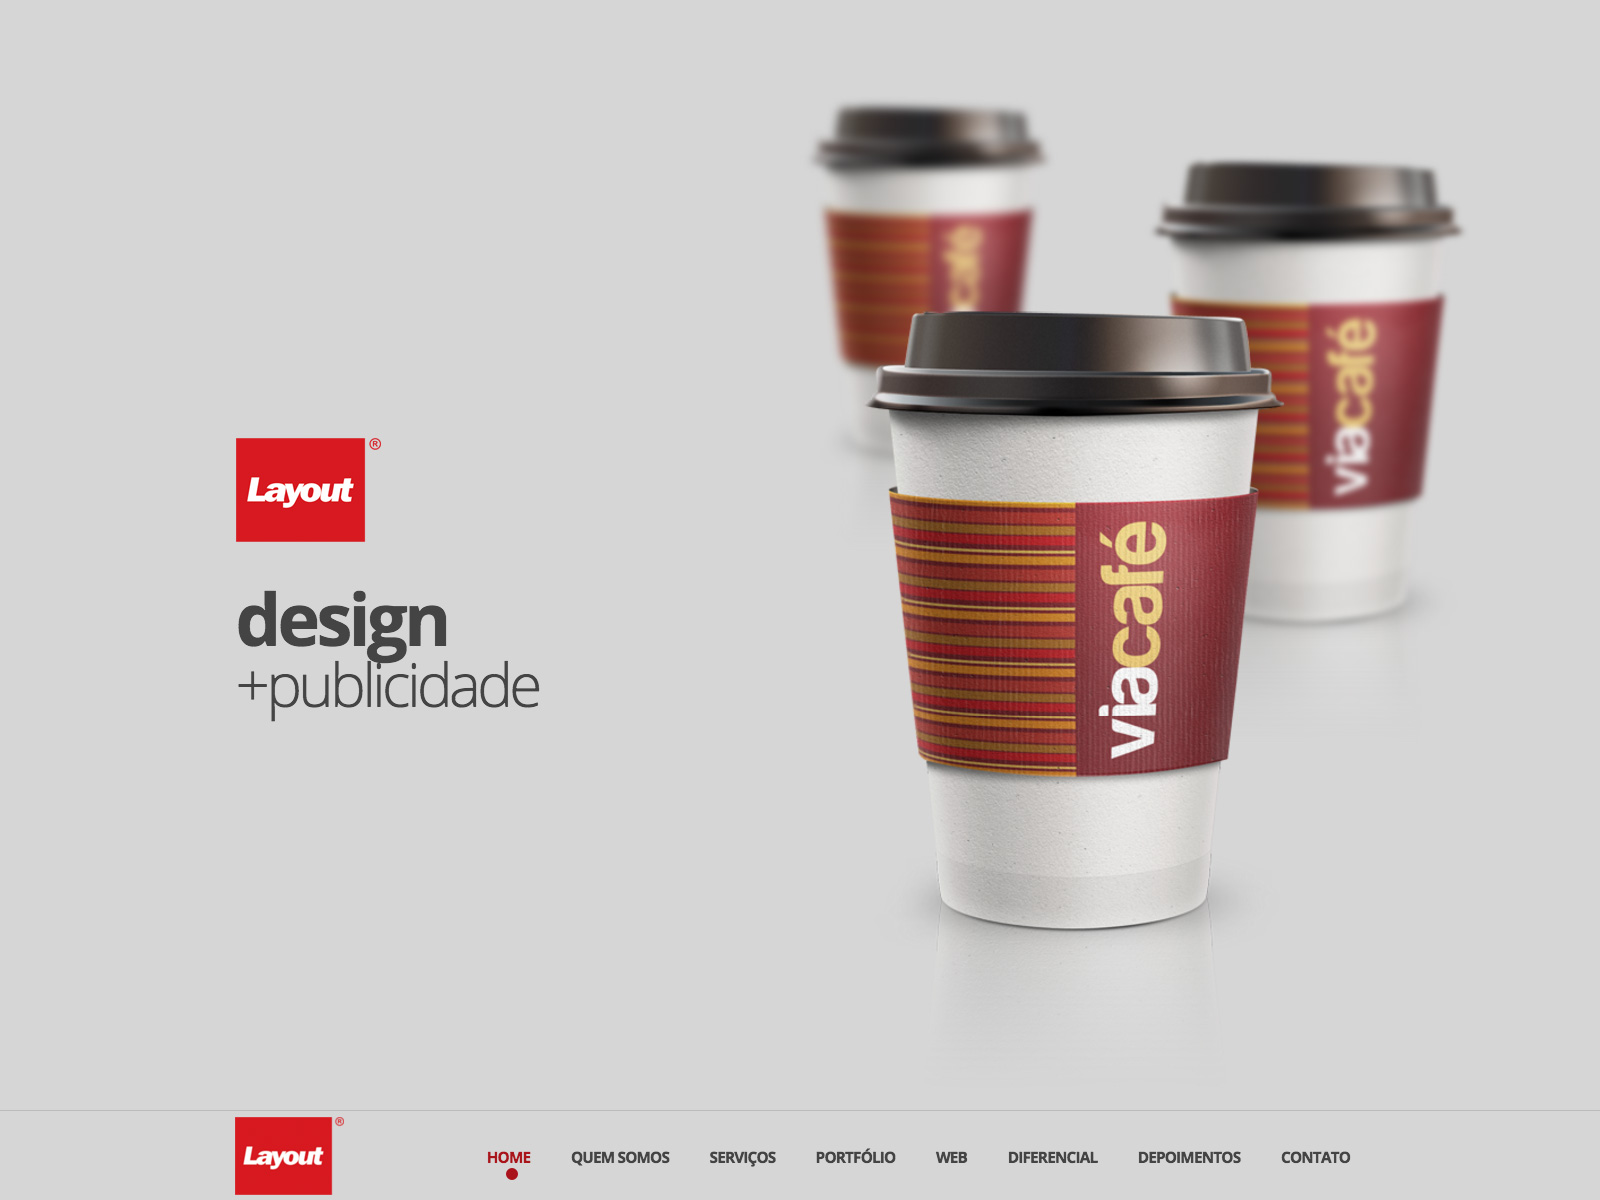 café
viacafé
Layout®
viacafé
design
+publicidade
Layout®
HOME QUEM SOMOS SERVIÇOS PORTFÓLIO WEB DIFERENCIAL DEPOIMENTOS CONTATO